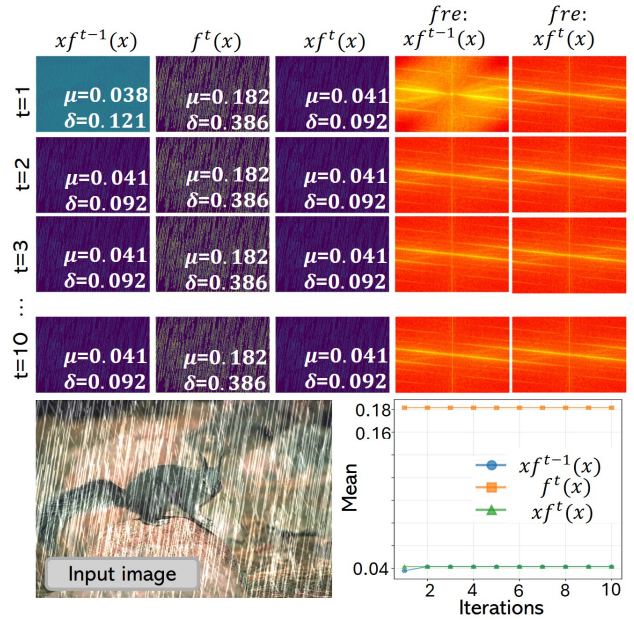 fre: fre:
xf^{t-1}(x) f^t(x) xf^t(x) xf^{t-1}(x) xf^t(x)
t=1
μ=0.038 μ=0.182 μ=0.041
δ=0.121 δ=0.386 δ=0.092
t=2
μ=0.041 μ=0.182 μ=0.041
δ=0.092 δ=0.386 δ=0.092
t=3
μ=0.041 μ=0.182 μ=0.041
δ=0.092 δ=0.386 δ=0.092
...
t=10
μ=0.041 μ=0.182 μ=0.041
δ=0.092 δ=0.386 δ=0.092
Input image
Mean
0.18
0.16
0.04
xf^{t-1}(x)
f^t(x)
xf^t(x)
2 4 6 8 10
Iterations